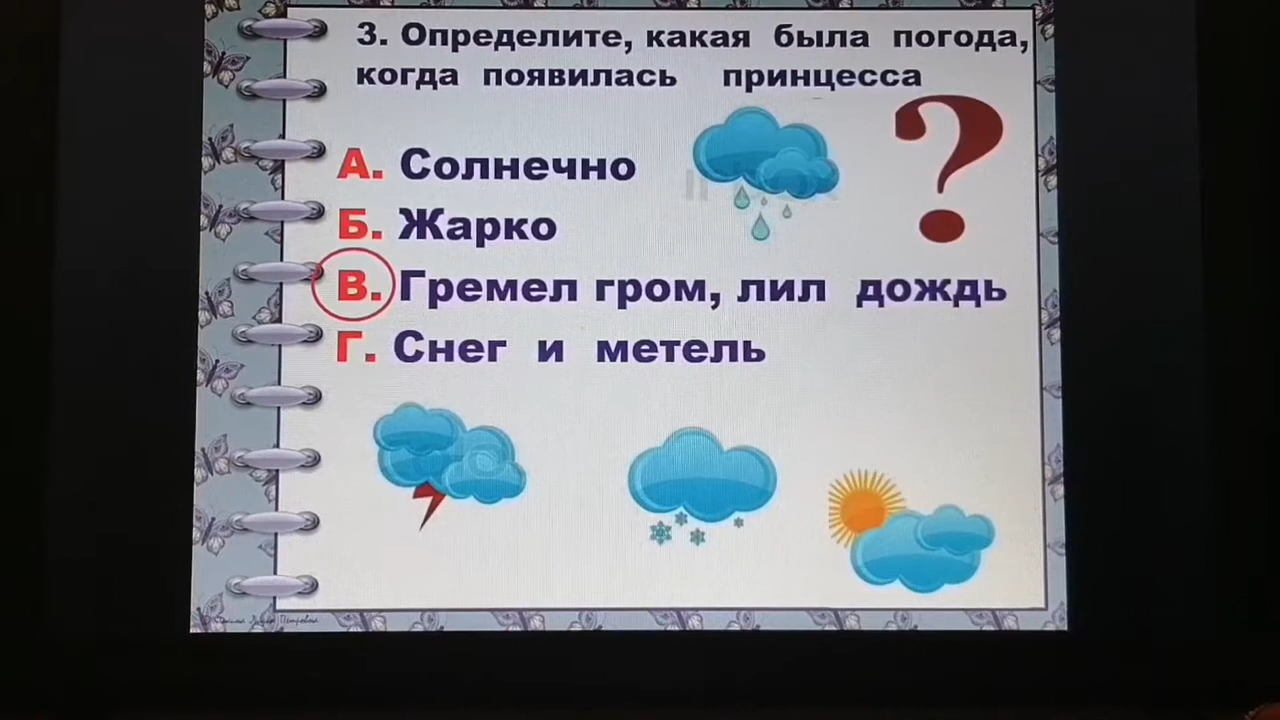 3. Определите, какая была погода,
когда появилась принцесса
А. Солнечно
Б. Жарко
В. Гремел гром, лил дождь
Г. Снег и метель